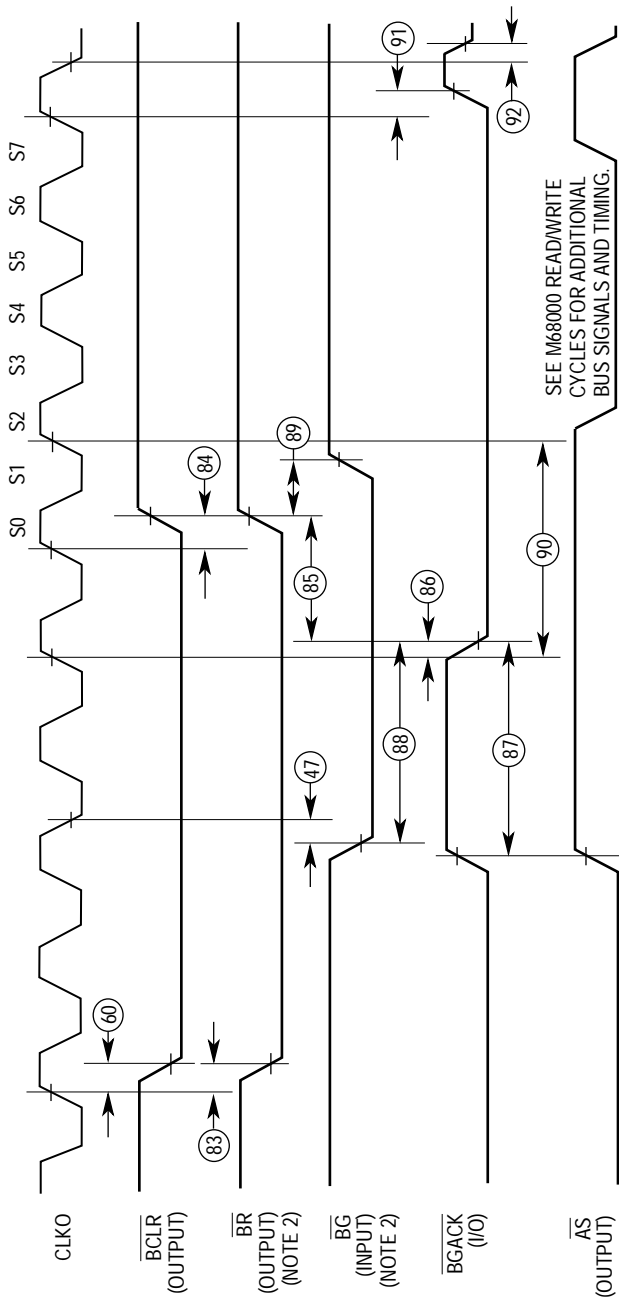 S0 S1 S2 S3 S4 S5 S6 S7
CLKO
60
BCLR
(OUTPUT)
84
83
BR
(OUTPUT)
(NOTE 2)
89
47
85
BG
(INPUT)
(NOTE 2)
91
88
86
BGACK
(I/O)
87
92
90
SEE M68000 READ/WRITE
CYCLES FOR ADDITIONAL
BUS SIGNALS AND TIMING.
AS
(OUTPUT)